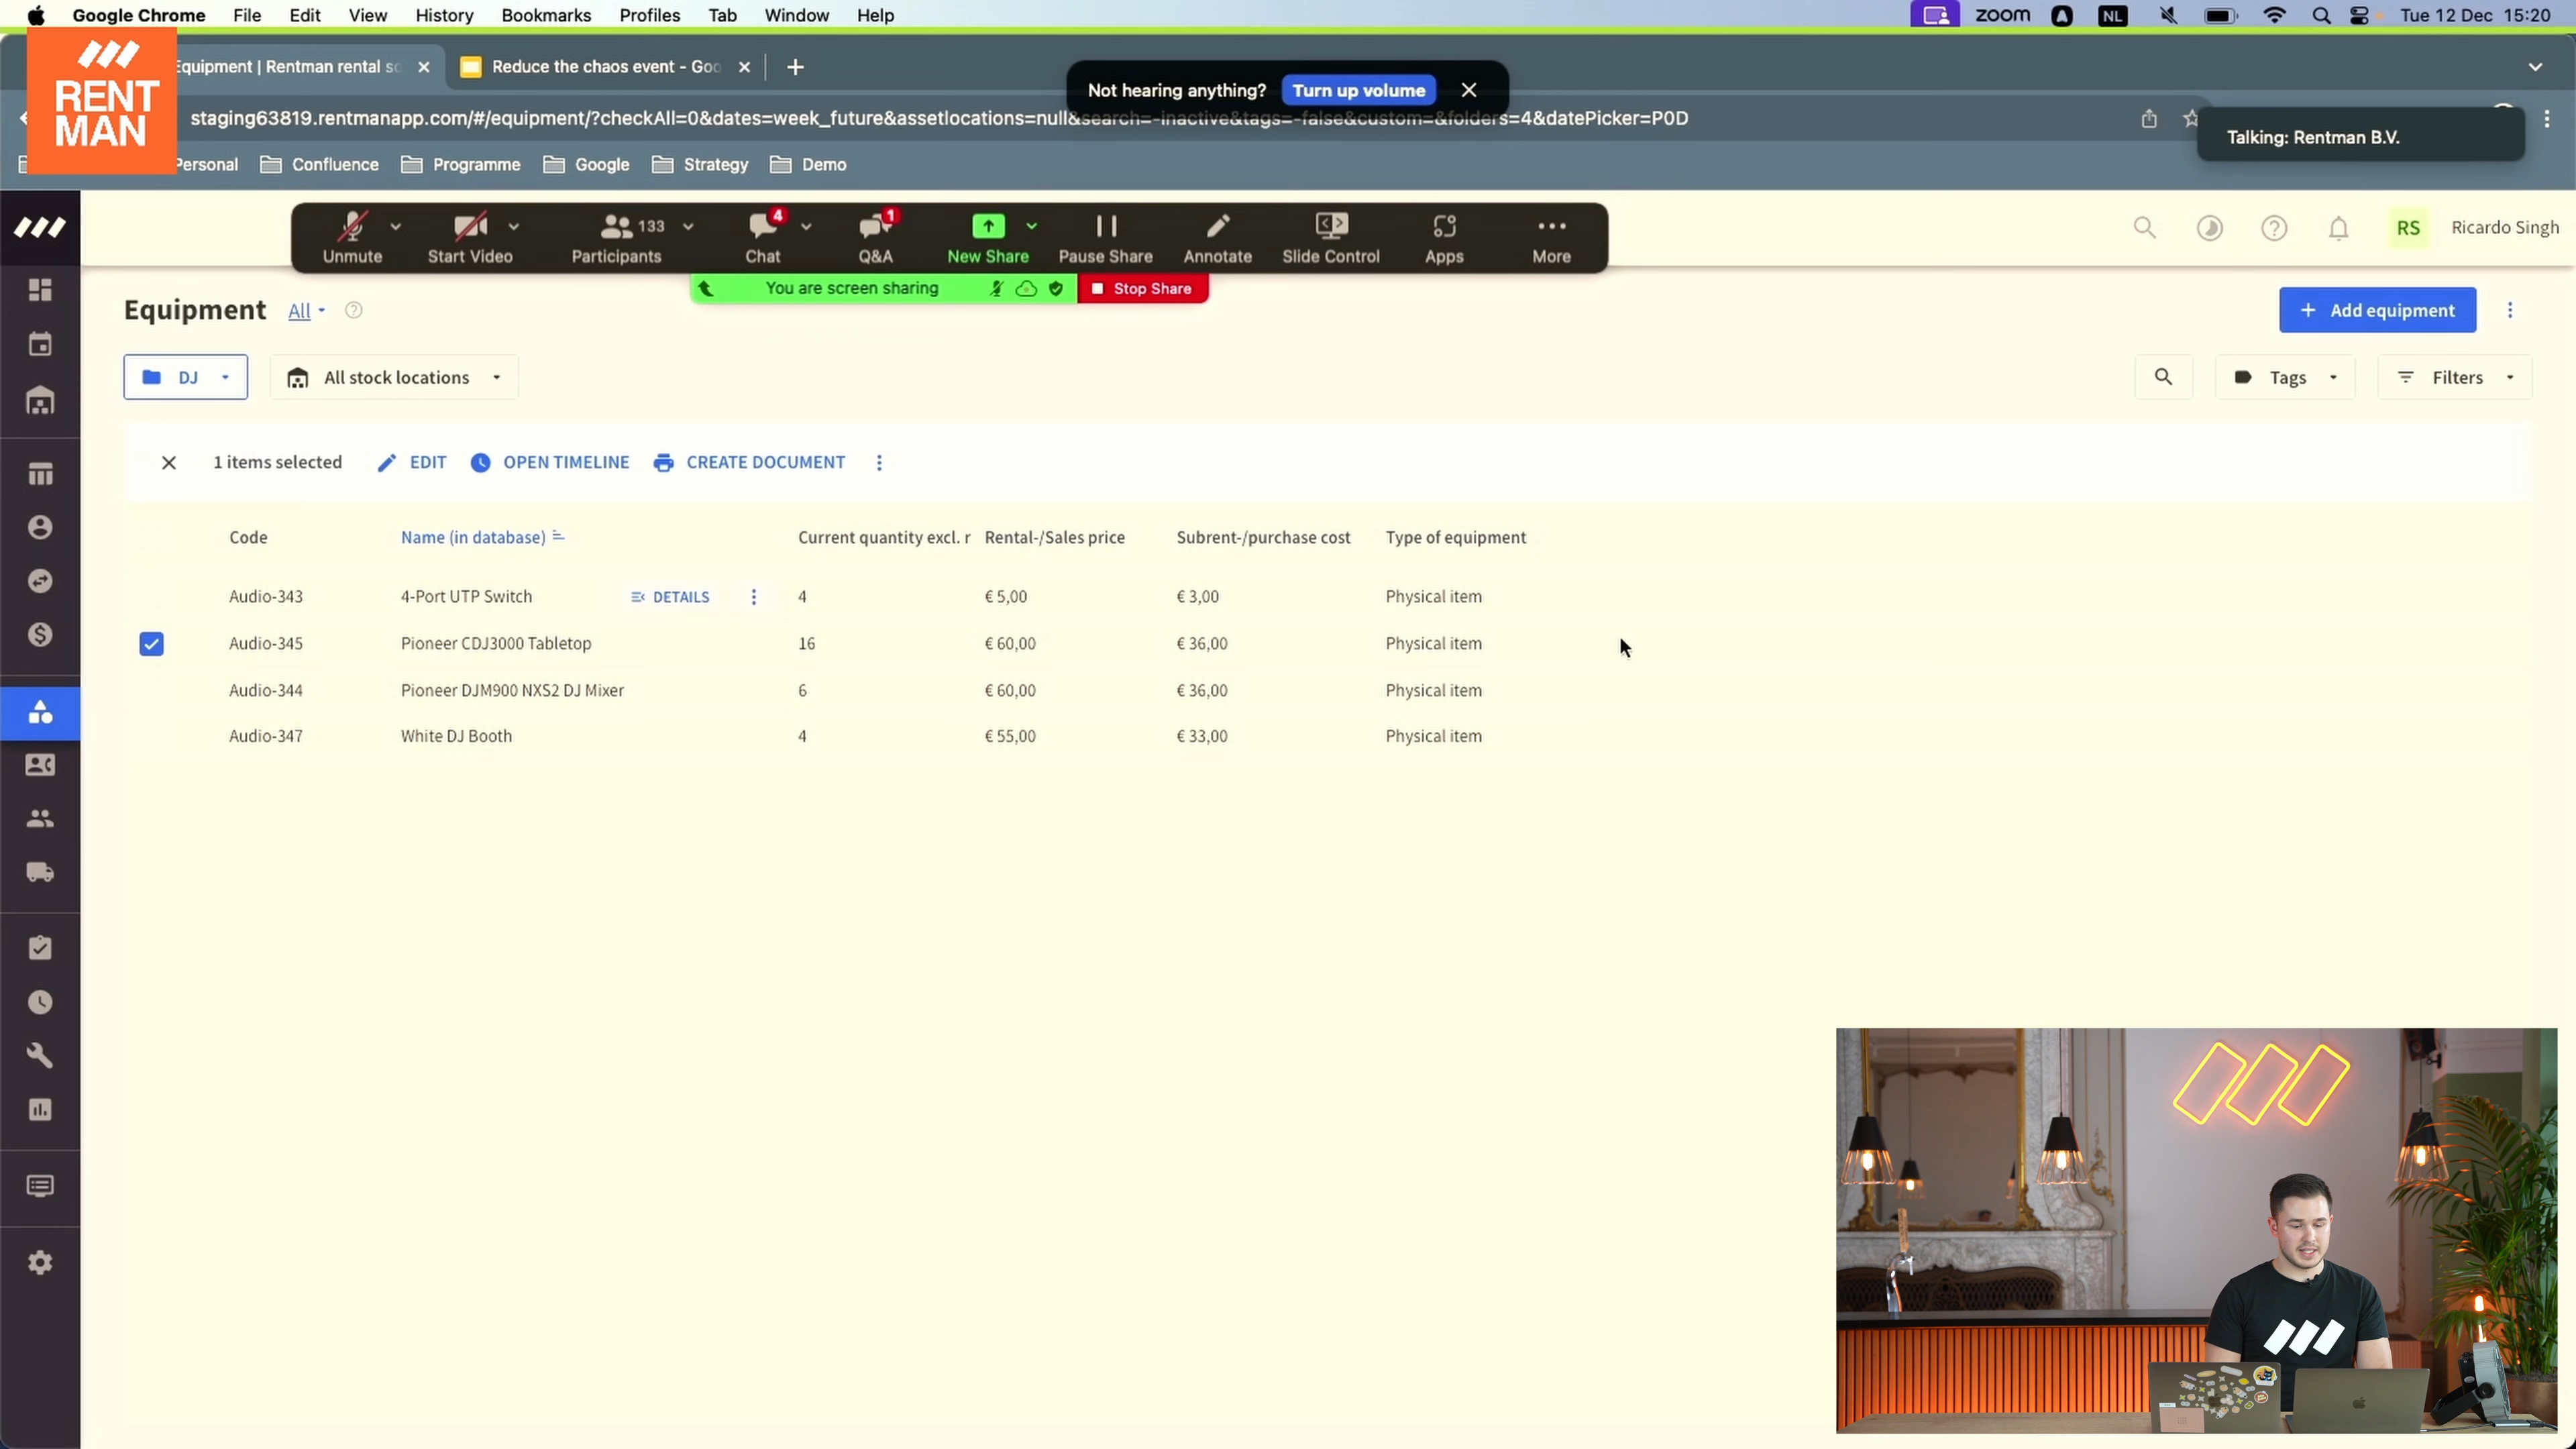 Google Chrome File Edit View History Bookmarks Profiles Tab Window Help zoom A NL Tue 12 Dec 15:20
RENT
MAN
Equipment | Rentman rental so
Reduce the chaos event - Goo
Not hearing anything? Turn up volume
staging63819.rentmanapp.com/#/equipment/?checkAll=0&dates=week_future&assetlocations=null&search=-inactive&tags=-false&custom=&folders=4&datePicker=P0D
Talking: Rentman B.V.
Personal Confluence Programme Google Strategy Demo
133 4 1
Unmute Start Video Participants Chat Q&A New Share Pause Share Annotate Slide Control Apps More
RS Ricardo Singh
You are screen sharing Stop Share
Equipment All Add equipment
DJ All stock locations Tags Filters
1 items selected EDIT OPEN TIMELINE CREATE DOCUMENT
Code Name (in database) Current quantity excl. r Rental-/Sales price Subrent-/purchase cost Type of equipment
Audio-343 4-Port UTP Switch DETAILS 4 € 5,00 € 3,00 Physical item
Audio-345 Pioneer CDJ3000 Tabletop 16 € 60,00 € 36,00 Physical item
Audio-344 Pioneer DJM900 NXS2 DJ Mixer 6 € 60,00 € 36,00 Physical item
Audio-347 White DJ Booth 4 € 55,00 € 33,00 Physical item